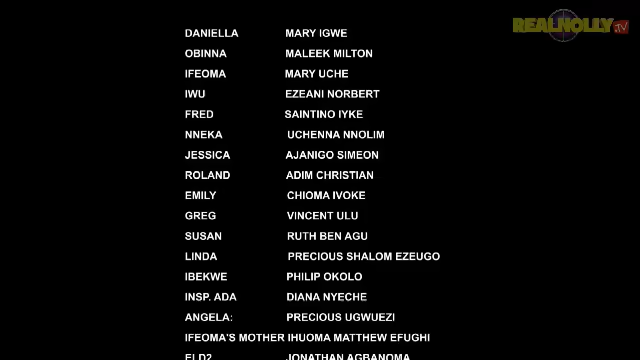 REALNOLLY.TV
DANIELLA MARY IGWE
OBINNA MALEEK MILTON
IFEOMA MARY UCHE
IWU EZEANI NORBERT
FRED SAINTINO IYKE
NNEKA UCHENNA NNOLIM
JESSICA AJANIGO SIMEON
ROLAND ADIM CHRISTIAN
EMILY CHIOMA IVOKE
GREG VINCENT ULU
SUSAN RUTH BEN AGU
LINDA PRECIOUS SHALOM EZEUGO
IBEKWE PHILIP OKOLO
INSP. ADA DIANA NYECHE
ANGELA: PRECIOUS UGWUEZI
IFEOMA'S MOTHER IHUOMA MATTHEW EFUGHI
ELD2 JONATHAN AGBANOMA